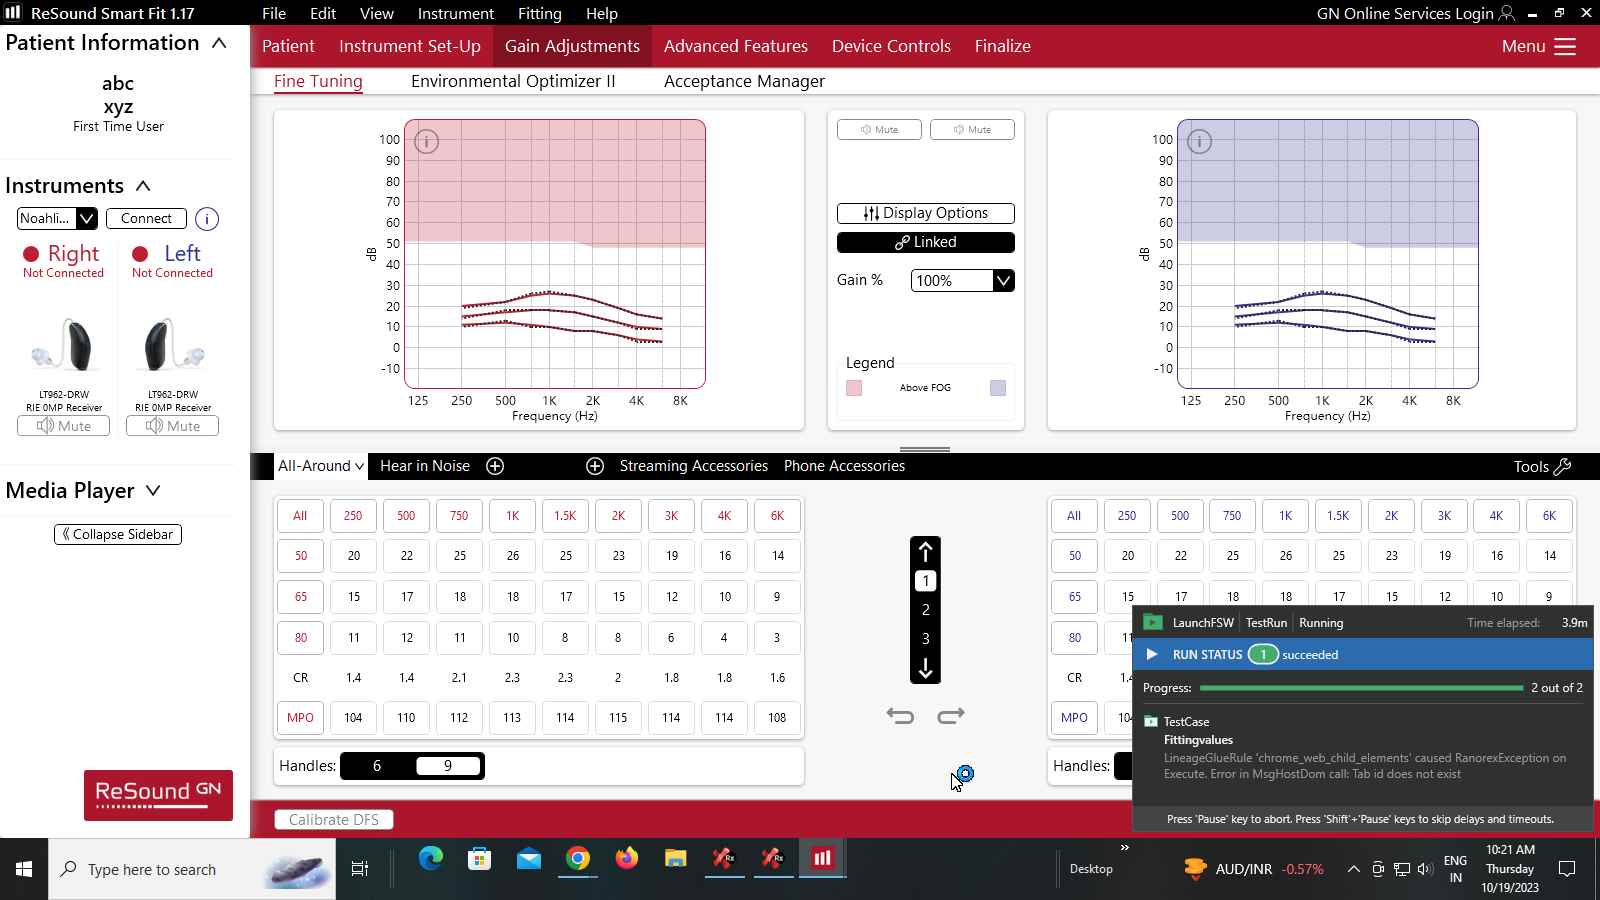 ReSound Smart Fit 1.17
File Edit View Instrument Fitting Help
GN Online Services Login
Patient Information
abc
xyz
First Time User
Instruments
Noahli... Connect i
Right Left
Not Connected Not Connected
LT962-DRW LT962-DRW
RIE 0MP Receiver RIE 0MP Receiver
Mute Mute
Media Player
Collapse Sidebar
ReSound GN
Patient Instrument Set-Up Gain Adjustments Advanced Features Device Controls Finalize Menu
Fine Tuning Environmental Optimizer II Acceptance Manager
i
100
90
80
70
60
50
40
30
20
10
0
-10
dB
125 250 500 1K 2K 4K 8K
Frequency (Hz)
Mute Mute
Display Options
Linked
Gain % 100%
Legend
Above FOG
i
100
90
80
70
60
50
40
30
20
10
0
-10
dB
125 250 500 1K 2K 4K 8K
Frequency (Hz)
All-Around Hear in Noise Streaming Accessories Phone Accessories Tools
All 250 500 750 1K 1.5K 2K 3K 4K 6K
50 20 22 25 26 25 23 19 16 14
65 15 17 18 18 17 15 12 10 9
80 11 12 11 10 8 8 6 4 3
CR 1.4 1.4 2.1 2.3 2.3 2 1.8 1.8 1.6
MPO 104 110 112 113 114 115 114 114 108
Handles: 6 9
1
2
3
All 250 500 750 1K 1.5K 2K 3K 4K 6K
50 20 22 25 26 25 23 19 16 14
65 15 17 18 18 17 15 12 10 9
80
CR
MPO
Handles:
Calibrate DFS
LaunchFSW TestRun Running Time elapsed: 3.9m
RUN STATUS 1 succeeded
Progress: 2 out of 2
TestCase
Fittingvalues
LineageGlueRule 'chrome_web_child_elements' caused RanorexException on
Execute. Error in MsgHostDom call: Tab id does not exist
Press 'Pause' key to abort. Press 'Shift'+'Pause' keys to skip delays and timeouts.
Type here to search
Rx Rx
Desktop
AUD/INR -0.57%
ENG
IN
10:21 AM
Thursday
10/19/2023